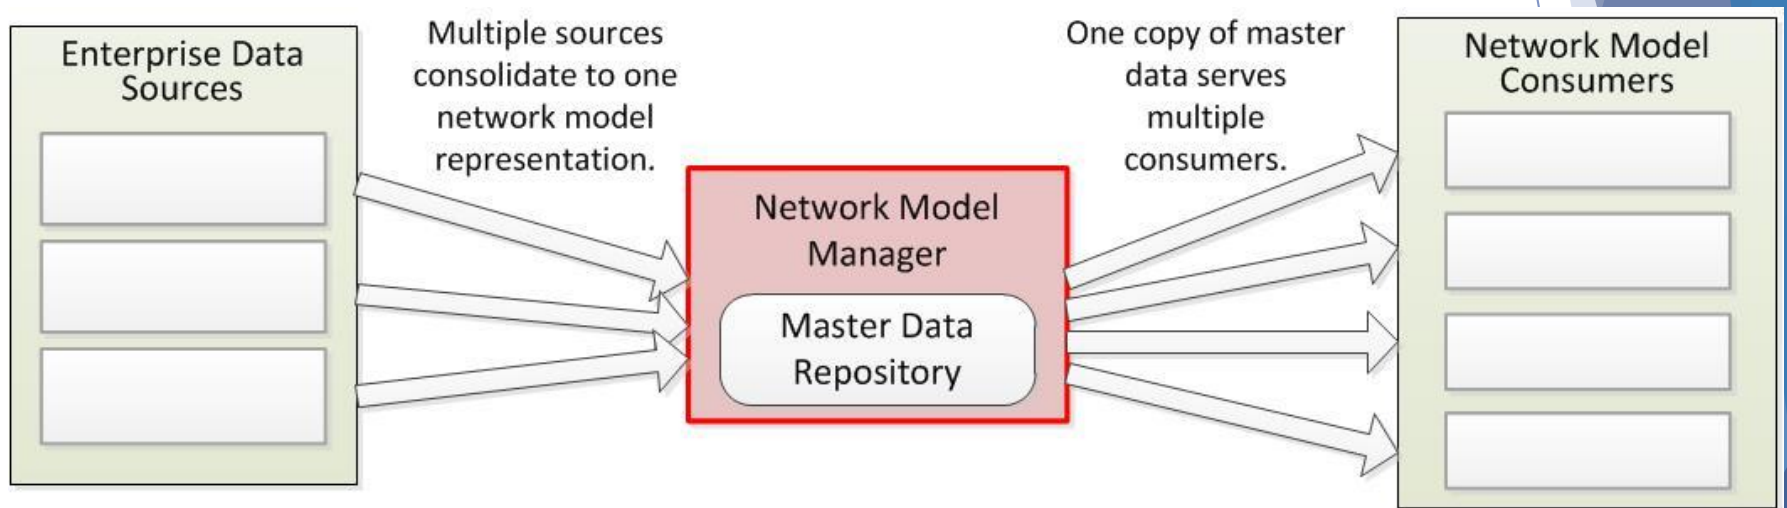 Enterprise Data
Sources
Multiple sources
consolidate to one
network model
representation.
Network Model
Manager
Master Data
Repository
One copy of master
data serves
multiple
consumers.
Network Model
Consumers